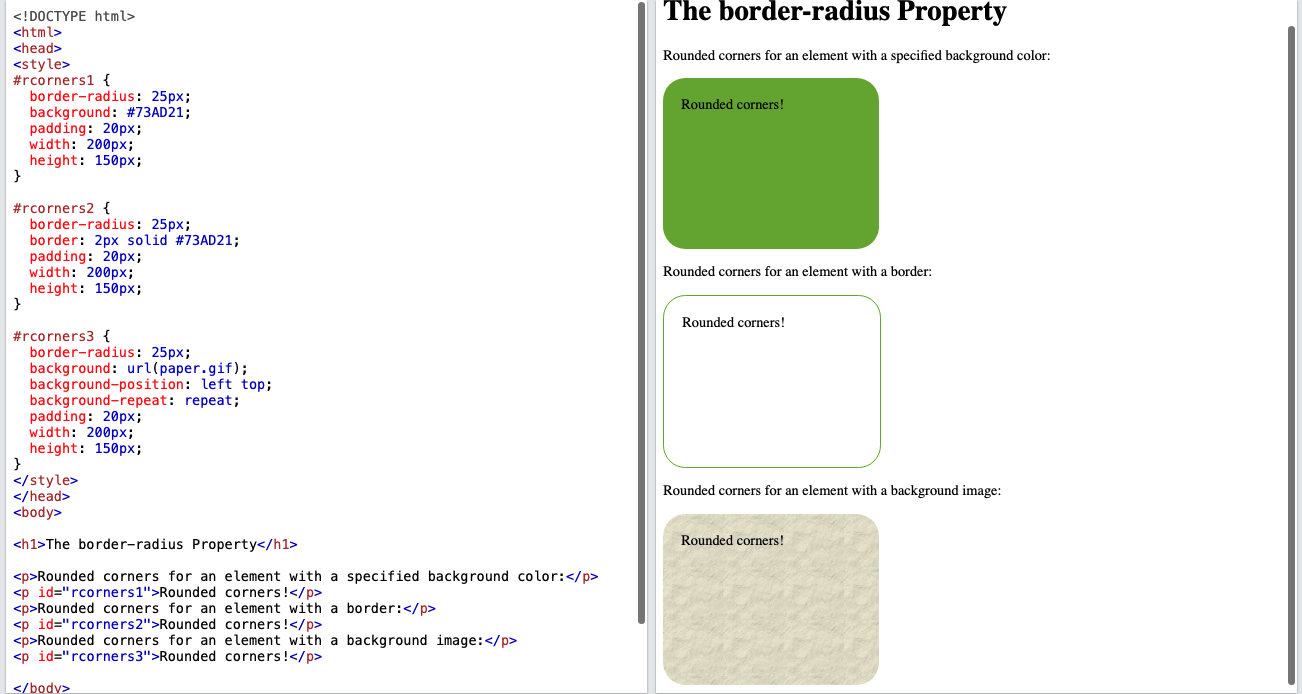 <!DOCTYPE html>
<html>
<head>
<style>
#rcorners1 {
  border-radius: 25px;
  background: #73AD21;
  padding: 20px;
  width: 200px;
  height: 150px;
}

#rcorners2 {
  border-radius: 25px;
  border: 2px solid #73AD21;
  padding: 20px;
  width: 200px;
  height: 150px;
}

#rcorners3 {
  border-radius: 25px;
  background: url(paper.gif);
  background-position: left top;
  background-repeat: repeat;
  padding: 20px;
  width: 200px;
  height: 150px;
}
</style>
</head>
<body>

<h1>The border-radius Property</h1>

<p>Rounded corners for an element with a specified background color:</p>
<p id="rcorners1">Rounded corners!</p>
<p>Rounded corners for an element with a border:</p>
<p id="rcorners2">Rounded corners!</p>
<p>Rounded corners for an element with a background image:</p>
<p id="rcorners3">Rounded corners!</p>

</body>
The border-radius Property
Rounded corners for an element with a specified background color:
Rounded corners!
Rounded corners for an element with a border:
Rounded corners!
Rounded corners for an element with a background image:
Rounded corners!